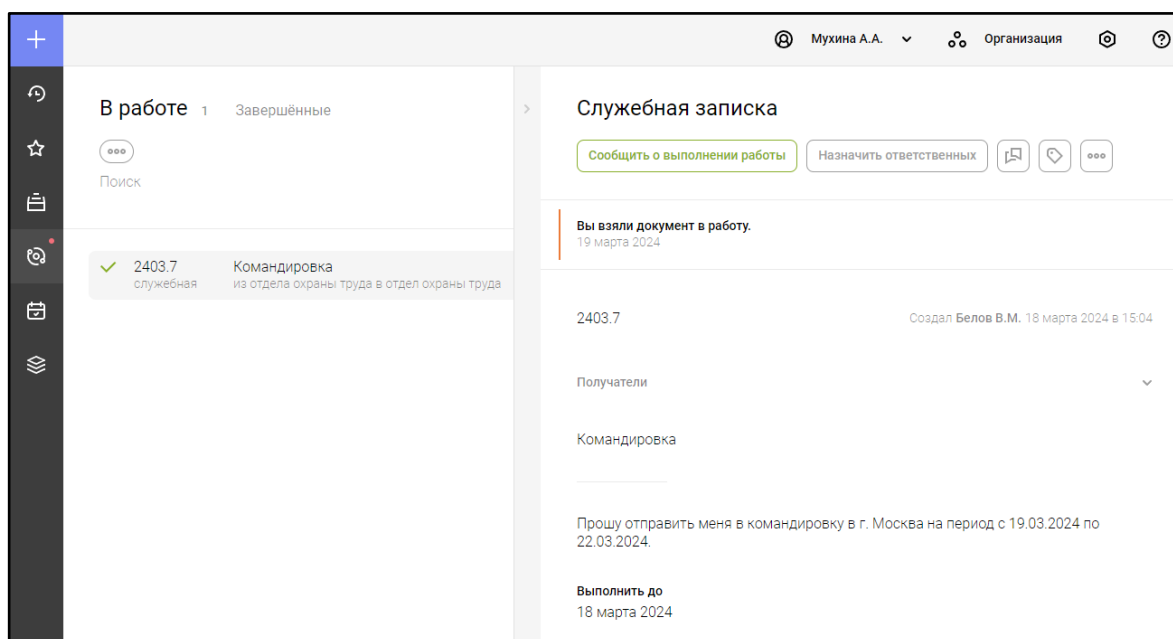 Мухина А.А.
Организация
В работе 1 Завершённые
Поиск
2403.7 Командировка
служебная из отдела охраны труда в отдел охраны труда
Служебная записка
Сообщить о выполнении работы Назначить ответственных
Вы взяли документ в работу.
19 марта 2024
2403.7 Создал Белов В.М. 18 марта 2024 в 15:04
Получатели
Командировка
Прошу отправить меня в командировку в г. Москва на период с 19.03.2024 по
22.03.2024.
Выполнить до
18 марта 2024